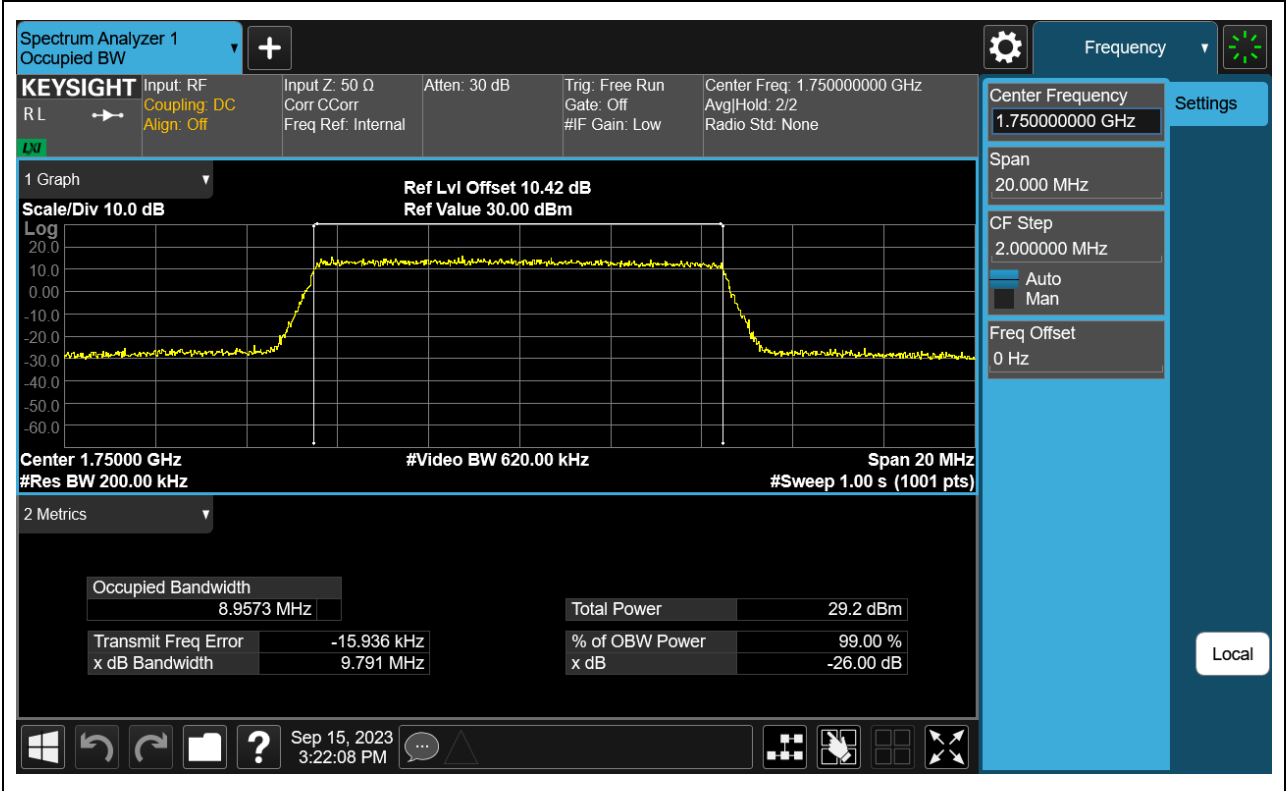 Spectrum Analyzer 1
Occupied BW
Frequency
KEYSIGHT
R L
LXI
Input: RF
Coupling: DC
Align: Off
Input Z: 50 Ω
Corr CCorr
Freq Ref: Internal
Atten: 30 dB
Trig: Free Run
Gate: Off
#IF Gain: Low
Center Freq: 1.750000000 GHz
Avg|Hold: 2/2
Radio Std: None
Center Frequency
1.750000000 GHz
Settings
Span
20.000 MHz
CF Step
2.000000 MHz
Auto
Man
Freq Offset
0 Hz
Local
1 Graph
Scale/Div 10.0 dB
Ref Lvl Offset 10.42 dB
Ref Value 30.00 dBm
Log
20.0
10.0
0.00
-10.0
-20.0
-30.0
-40.0
-50.0
-60.0
Center 1.75000 GHz
#Video BW 620.00 kHz
Span 20 MHz
#Res BW 200.00 kHz
#Sweep 1.00 s (1001 pts)
2 Metrics
Occupied Bandwidth
8.9573 MHz
Total Power 29.2 dBm
Transmit Freq Error -15.936 kHz
% of OBW Power 99.00 %
x dB Bandwidth 9.791 MHz
x dB -26.00 dB
?
Sep 15, 2023
3:22:08 PM